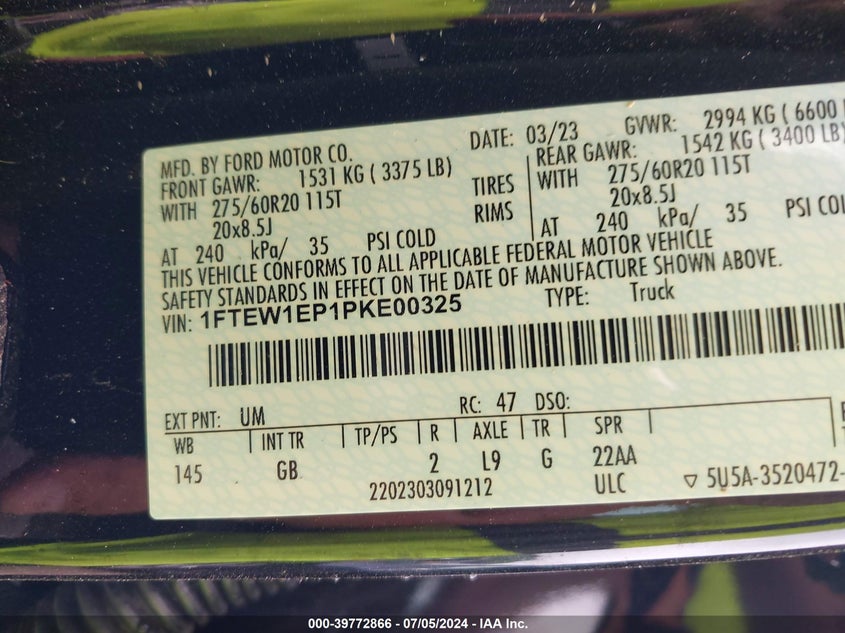 MFD. BY FORD MOTOR CO. DATE: 03/23 GVWR: 2994 KG ( 6600
FRONT GAWR: 1531 KG ( 3375 LB) REAR GAWR: 1542 KG ( 3400 LB)
WITH 275/60R20 115T TIRES WITH 275/60R20 115T
20x8.5J RIMS 20x8.5J
AT 240 kPa/ 35 PSI COLD AT 240 kPa/ 35 PSI COL
THIS VEHICLE CONFORMS TO ALL APPLICABLE FEDERAL MOTOR VEHICLE
SAFETY STANDARDS IN EFFECT ON THE DATE OF MANUFACTURE SHOWN ABOVE.
VIN: 1FTEW1EP1PKE00325 TYPE: Truck
EXT PNT: UM RC: 47 DSO:
WB INT TR TP/PS R AXLE TR SPR
145 GB 2 L9 G 22AA
2202303091212 ULC ▽ 5U5A-3520472-
000-39772866 - 07/05/2024 - IAA Inc.